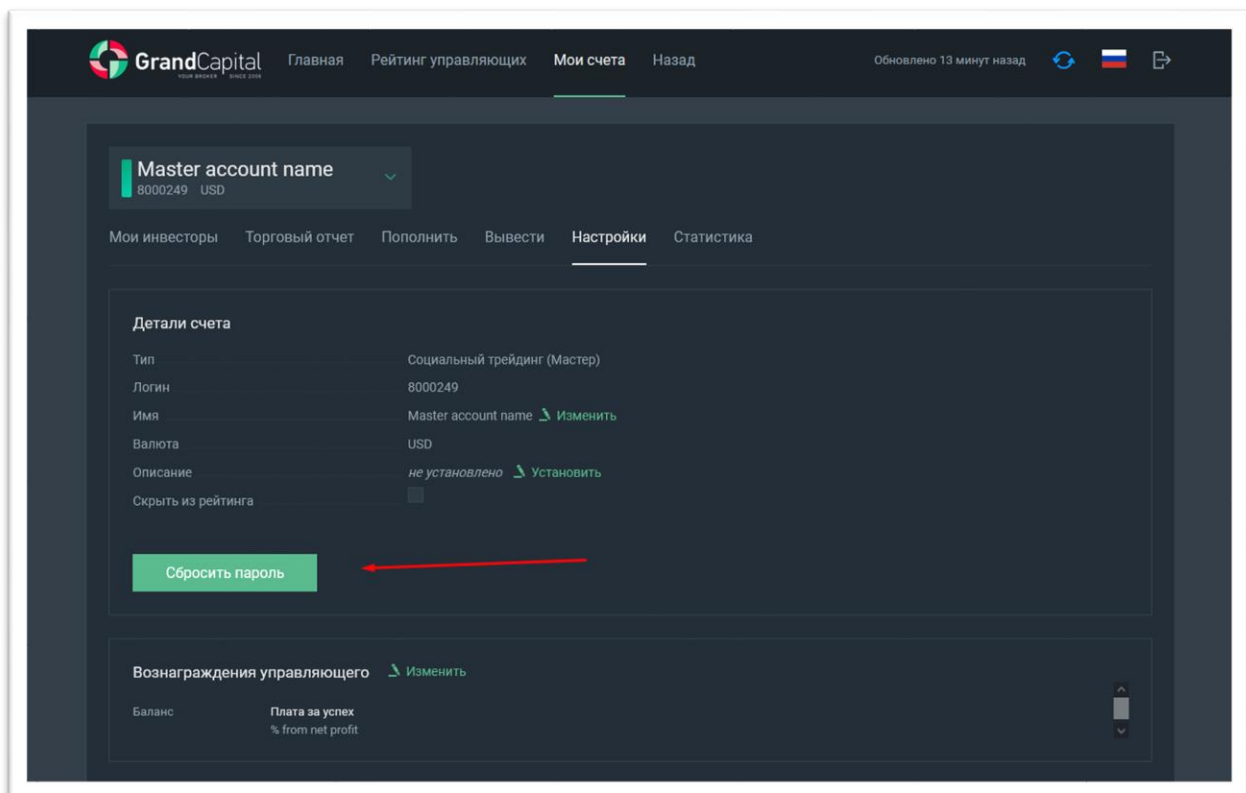 GrandCapital
YOUR BROKER SINCE 2006
Главная Рейтинг управляющих Мои счета Назад
Обновлено 13 минут назад
Master account name
8000249 USD
Мои инвесторы Торговый отчет Пополнить Вывести Настройки Статистика
Детали счета
Тип Социальный трейдинг (Мастер)
Логин 8000249
Имя Master account name Изменить
Валюта USD
Описание не установлено Установить
Скрыть из рейтинга
Сбросить пароль
Вознаграждения управляющего Изменить
Баланс Плата за успех
% from net profit